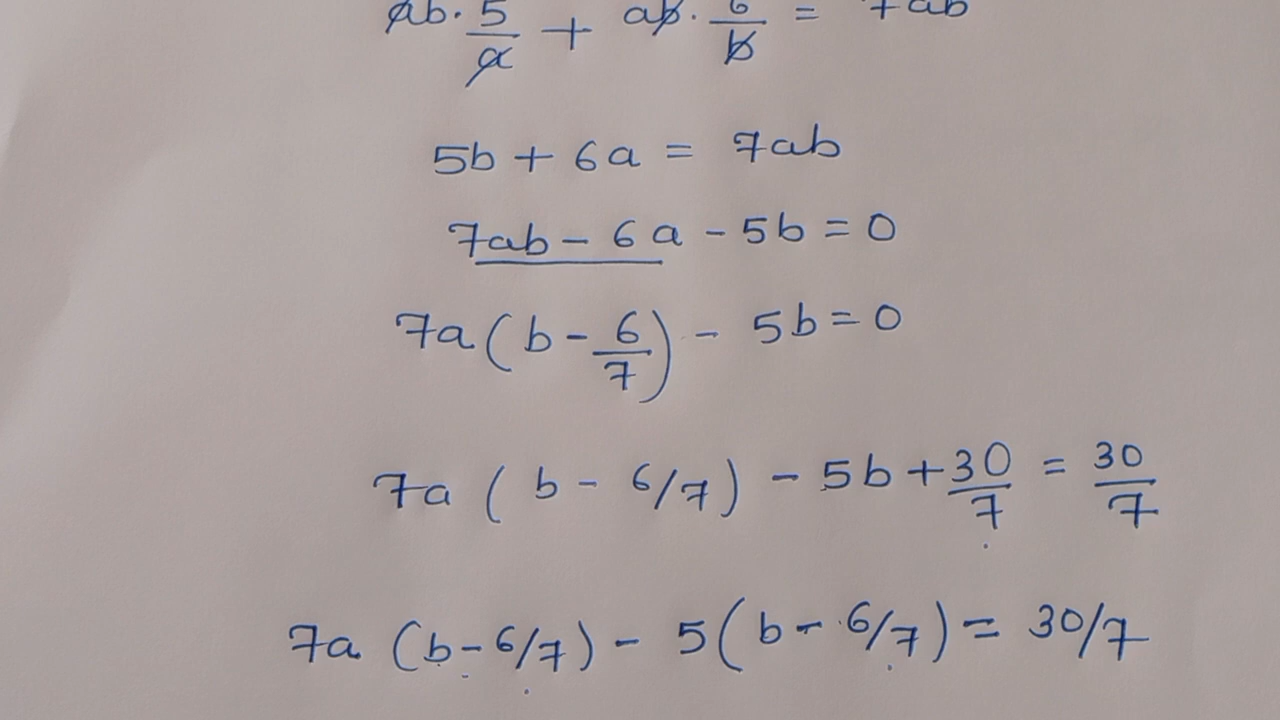 ab. 5/a + ab. 6/b = 7ab
5b + 6a = 7ab
7ab - 6a - 5b = 0
7a(b - 6/7) - 5b = 0
7a (b - 6/7) - 5b + 30/7 = 30/7
7a (b - 6/7) - 5(b - 6/7) = 30/7